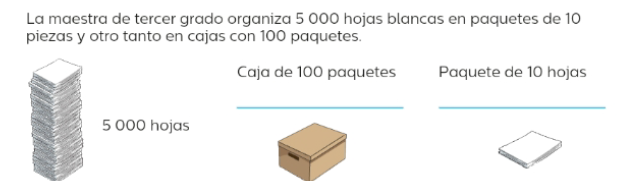 La maestra de tercer grado organiza 5 000 hojas blancas en paquetes de 10
piezas y otro tanto en cajas con 100 paquetes.
Caja de 100 paquetes
Paquete de 10 hojas
5 000 hojas